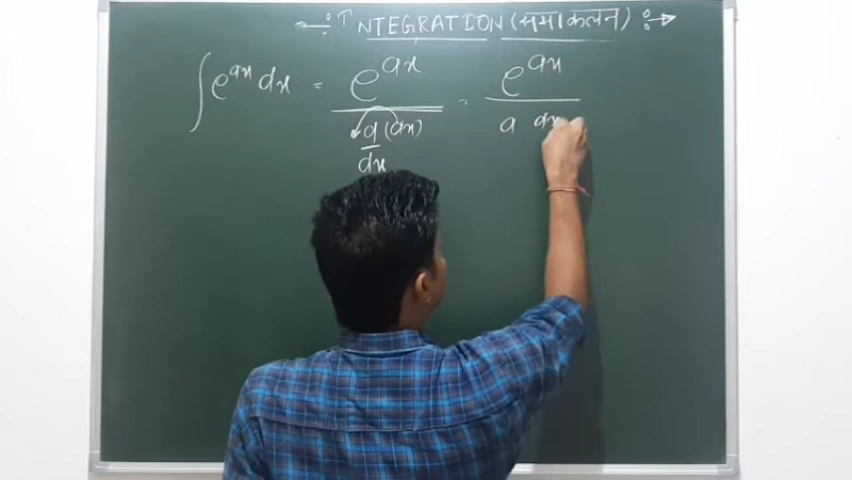 INTEGRATION (समाकलन)
∫ e^{ax} dx = e^{ax} / (d/dx (ax)) = e^{ax} / (a dx